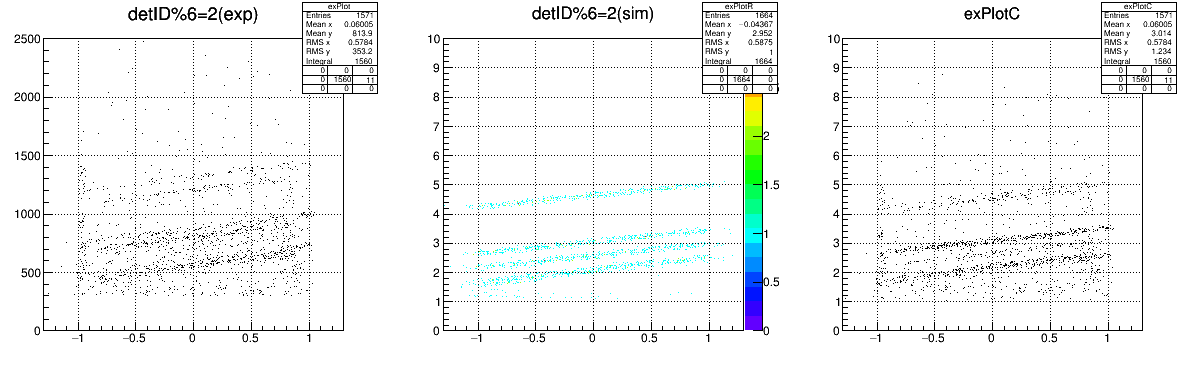 detID%6=2(exp)
exPlot
Entries 1571
Mean x 0.06005
Mean y 813.9
RMS x 0.5784
RMS y 353.2
Integral 1560
0 0 0
0 1560 11
0 0 0
2500
2000
1500
1000
500
0
−1 −0.5 0 0.5 1
detID%6=2(sim)
exPlotR
Entries 1664
Mean x −0.04367
Mean y 2.952
RMS x 0.5875
RMS y 1
Integral 1664
0 0 0
0 1664 0
0 0 0
10
9
8
7
6
5
4
3
2
1
0
−1 −0.5 0 0.5 1
2
1.5
1
0.5
0
exPlotC
exPlotC
Entries 1571
Mean x 0.06005
Mean y 3.014
RMS x 0.5784
RMS y 1.234
Integral 1560
0 0 0
0 1560 11
0 0 0
10
9
8
7
6
5
4
3
2
1
0
−1 −0.5 0 0.5 1